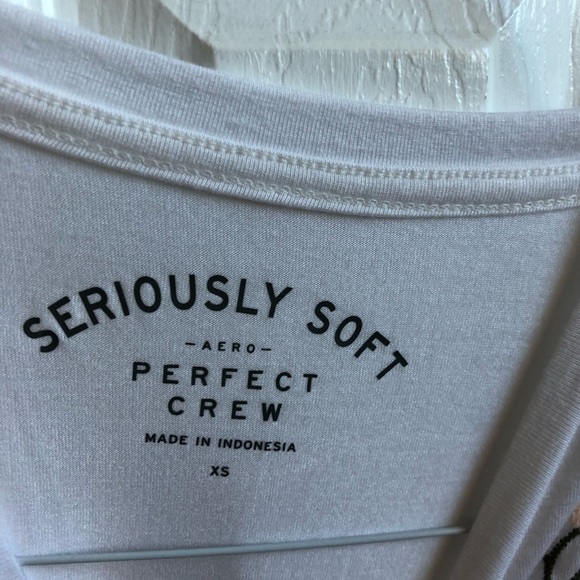 SERIOUSLY SOFT
-AERO-
PERFECT
CREW
MADE IN INDONESIA
XS